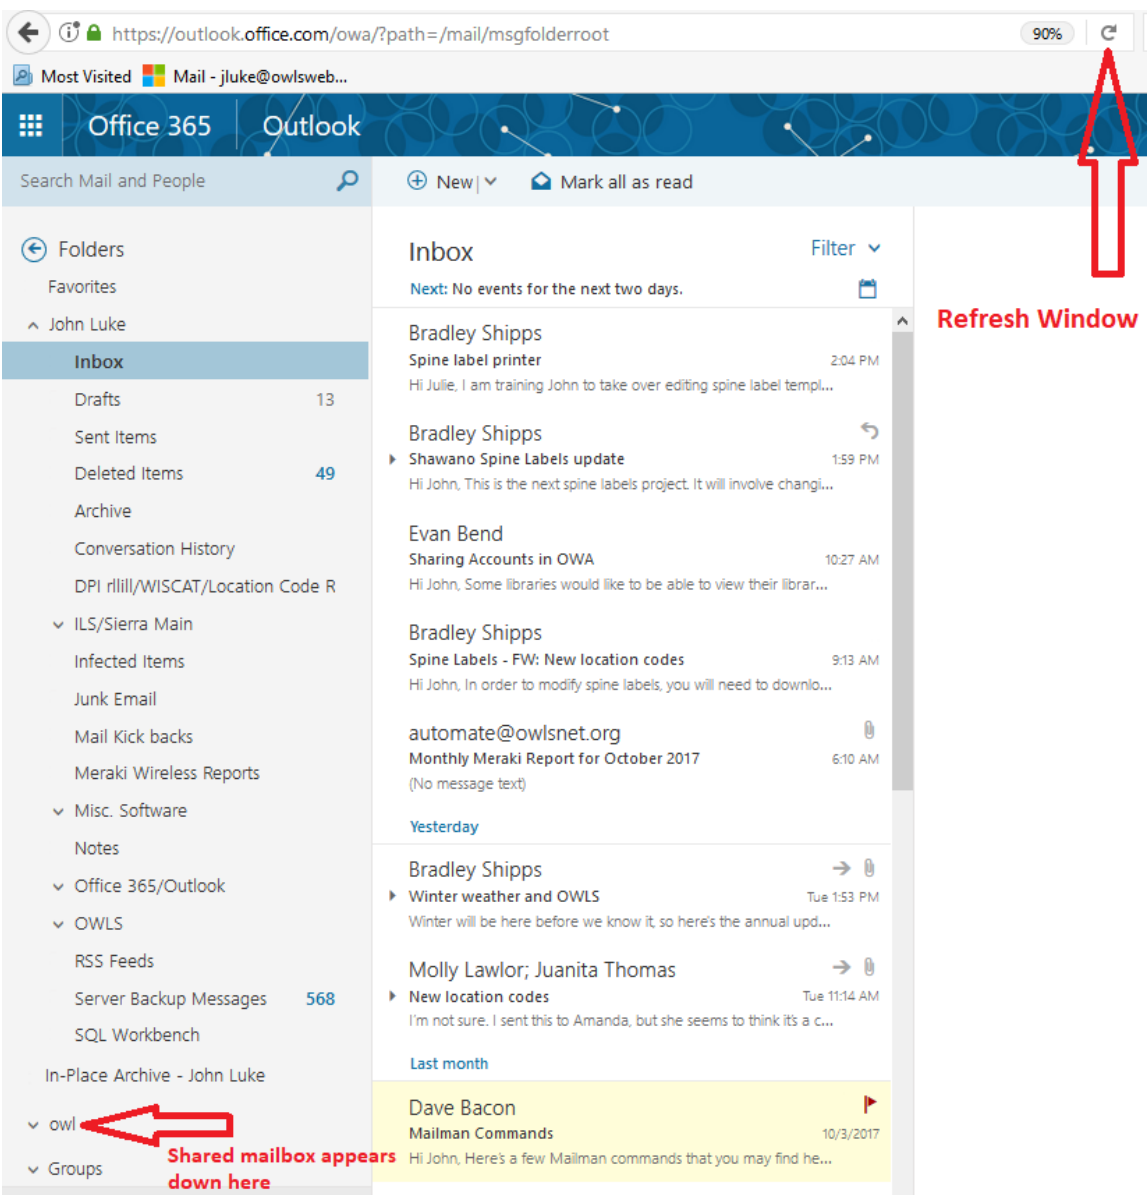 https://outlook.office.com/owa/?path=/mail/msgfolderroot
90%
Most Visited
Mail - jluke@owlsweb...
Office 365
Outlook
Search Mail and People
New
Mark all as read
Folders
Favorites
John Luke
Inbox
Drafts 13
Sent Items
Deleted Items 49
Archive
Conversation History
DPI rllill/WISCAT/Location Code R
ILS/Sierra Main
Infected Items
Junk Email
Mail Kick backs
Meraki Wireless Reports
Misc. Software
Notes
Office 365/Outlook
OWLS
RSS Feeds
Server Backup Messages 568
SQL Workbench
In-Place Archive - John Luke
owl
Groups
Inbox
Filter
Next: No events for the next two days.
Bradley Shipps
Spine label printer 2:04 PM
Hi Julie, I am training John to take over editing spine label templ...
Bradley Shipps
Shawano Spine Labels update 1:59 PM
Hi John, This is the next spine labels project. It will involve changi...
Evan Bend
Sharing Accounts in OWA 10:27 AM
Hi John, Some libraries would like to be able to view their librar...
Bradley Shipps
Spine Labels - FW: New location codes 9:13 AM
Hi John, In order to modify spine labels, you will need to downlo...
automate@owlsnet.org
Monthly Meraki Report for October 2017 6:10 AM
(No message text)
Yesterday
Bradley Shipps
Winter weather and OWLS Tue 1:53 PM
Winter will be here before we know it, so here's the annual upd...
Molly Lawlor; Juanita Thomas
New location codes Tue 11:14 AM
I'm not sure. I sent this to Amanda, but she seems to think it's a c...
Last month
Dave Bacon
Mailman Commands 10/3/2017
Hi John, Here's a few Mailman commands that you may find he...
Refresh Window
Shared mailbox appears
down here